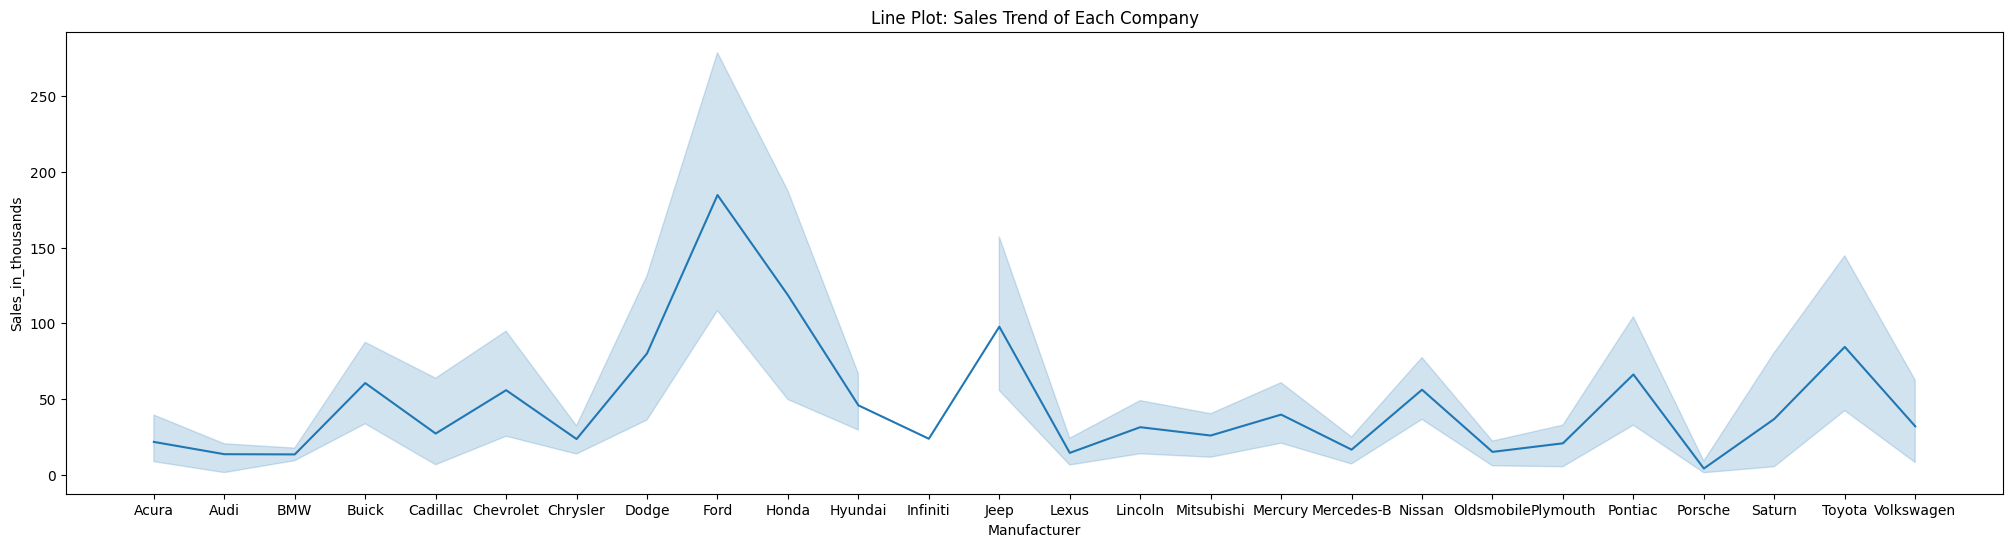 Line Plot: Sales Trend of Each Company
Sales_in_thousands
250
200
150
100
50
0
Acura Audi BMW Buick Cadillac Chevrolet Chrysler Dodge Ford Honda Hyundai Infiniti Jeep Lexus Lincoln Mitsubishi Mercury Mercedes-B Nissan Oldsmobile Plymouth Pontiac Porsche Saturn Toyota Volkswagen
Manufacturer